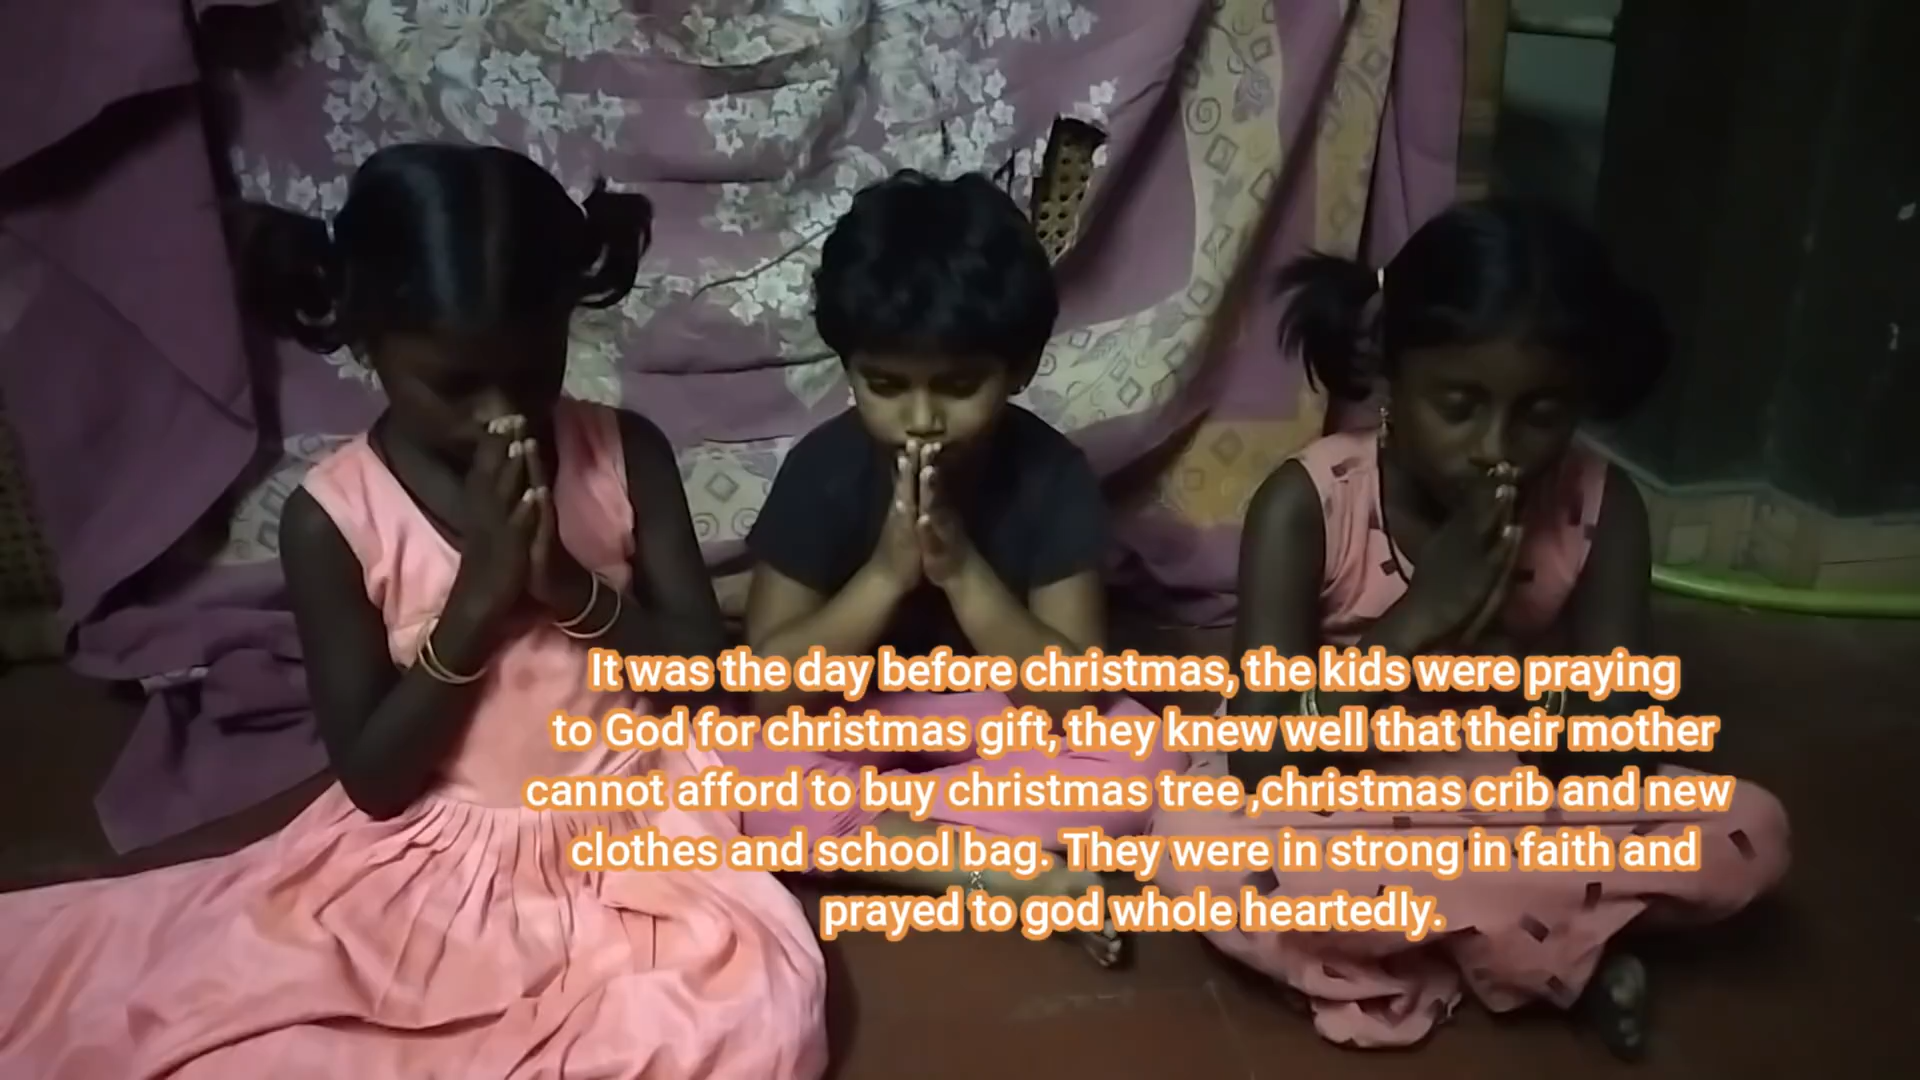 It was the day before christmas, the kids were praying
to God for christmas gift, they knew well that their mother
cannot afford to buy christmas tree ,christmas crib and new
clothes and school bag. They were in strong in faith and
prayed to god whole heartedly.